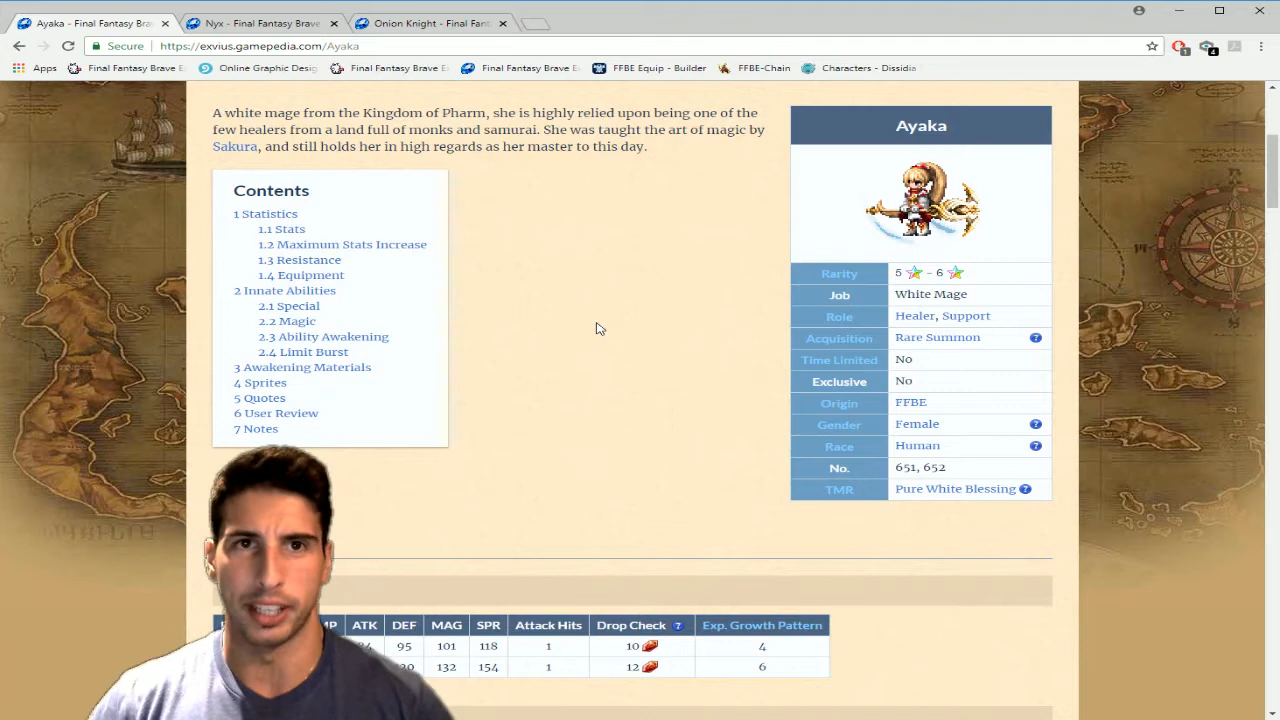 Ayaka - Final Fantasy Bra
Nyx - Final Fantasy Brave
Onion Knight - Final Fant
Secure
https://exvius.gamepedia.com/Ayaka
1
4
Apps
Final Fantasy Brave E
Online Graphic Desig
Final Fantasy Brave E
Final Fantasy Brave E
FFBE Equip - Builder
FFBE-Chain
Characters - Dissidia
A white mage from the Kingdom of Pharm, she is highly relied upon being one of the
few healers from a land full of monks and samurai. She was taught the art of magic by
Sakura, and still holds her in high regards as her master to this day.
Contents
1 Statistics
1.1 Stats
1.2 Maximum Stats Increase
1.3 Resistance
1.4 Equipment
2 Innate Abilities
2.1 Special
2.2 Magic
2.3 Ability Awakening
2.4 Limit Burst
3 Awakening Materials
4 Sprites
5 Quotes
6 User Review
7 Notes
Ayaka
Rarity 5 – 6
Job White Mage
Role Healer, Support
Acquisition Rare Summon ?
Time Limited No
Exclusive No
Origin FFBE
Gender Female ?
Race Human ?
No. 651, 652
TMR Pure White Blessing ?
ATK DEF MAG SPR Attack Hits Drop Check ? Exp. Growth Pattern
95 101 118 1 10 4
132 154 1 12 6